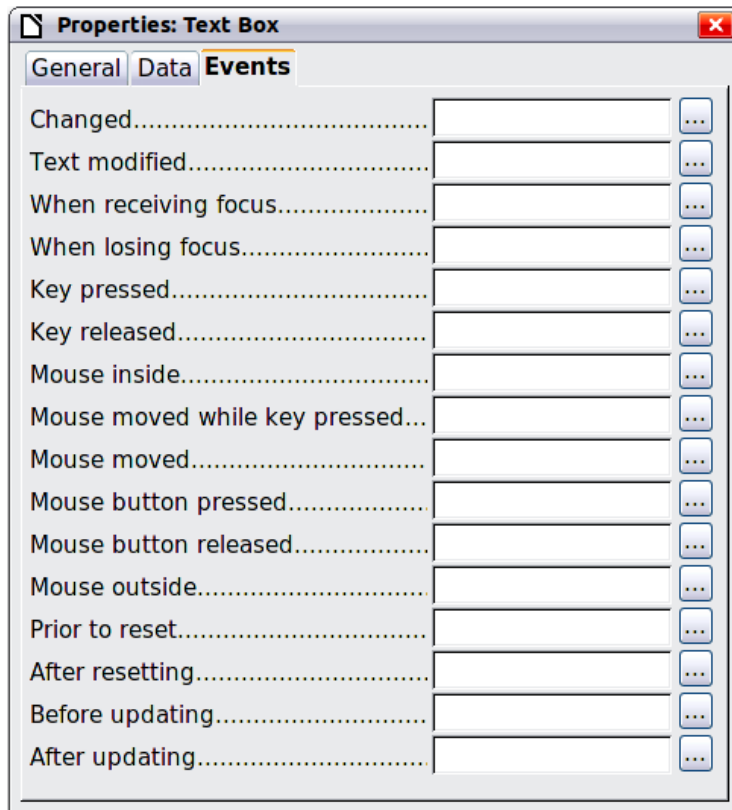 Properties: Text Box
General Data Events
Changed.................................... ...
Text modified............................. ...
When receiving focus.................. ...
When losing focus....................... ...
Key pressed............................... ...
Key released.............................. ...
Mouse inside.............................. ...
Mouse moved while key pressed... ...
Mouse moved............................. ...
Mouse button pressed................. ...
Mouse button released................ ...
Mouse outside............................ ...
Prior to reset.............................. ...
After resetting............................ ...
Before updating.......................... ...
After updating............................ ...